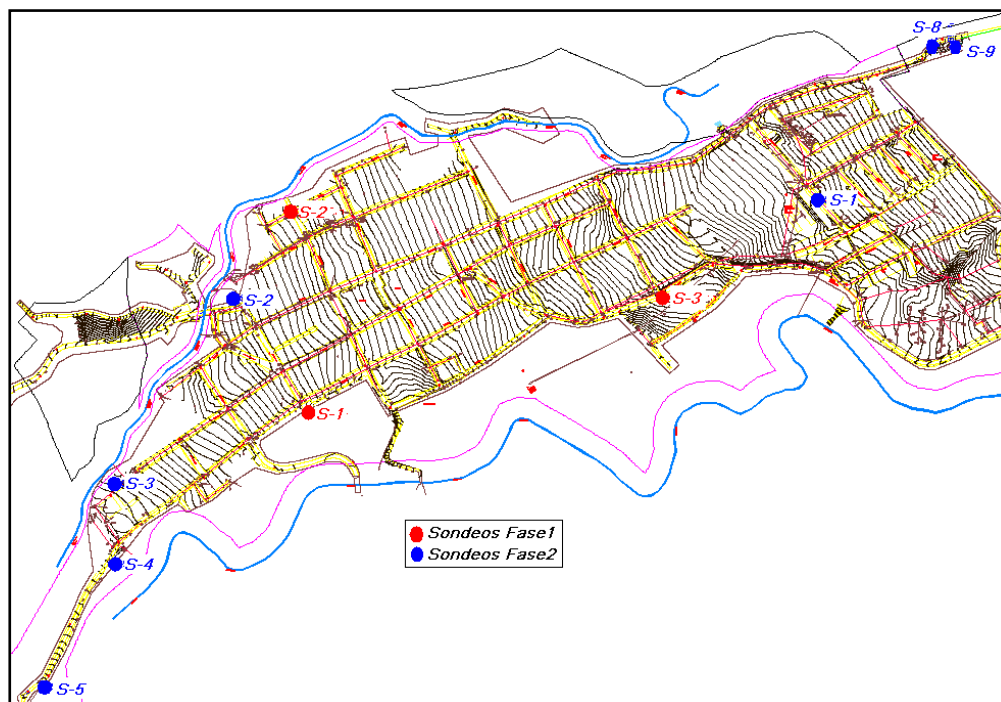 S-8
S-9
S-1
S-2
S-2
S-3
S-1
S-3
Sondeos Fase1
Sondeos Fase2
S-4
S-5